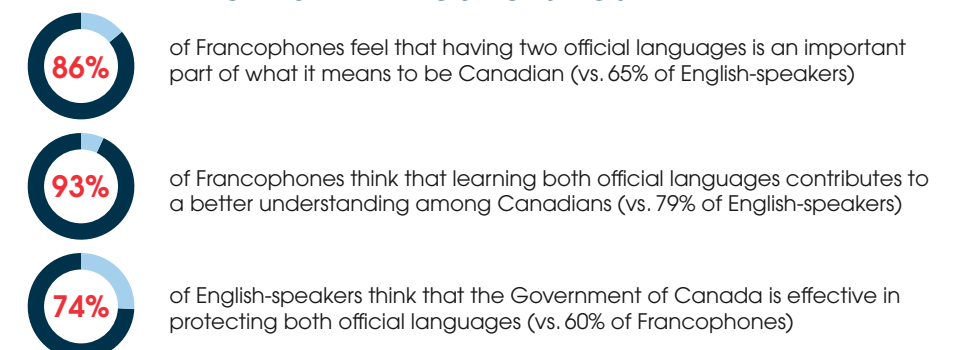 86%
of Francophones feel that having two official languages is an important
part of what it means to be Canadian (vs. 65% of English-speakers)
93%
of Francophones think that learning both official languages contributes to
a better understanding among Canadians (vs. 79% of English-speakers)
74%
of English-speakers think that the Government of Canada is effective in
protecting both official languages (vs. 60% of Francophones)